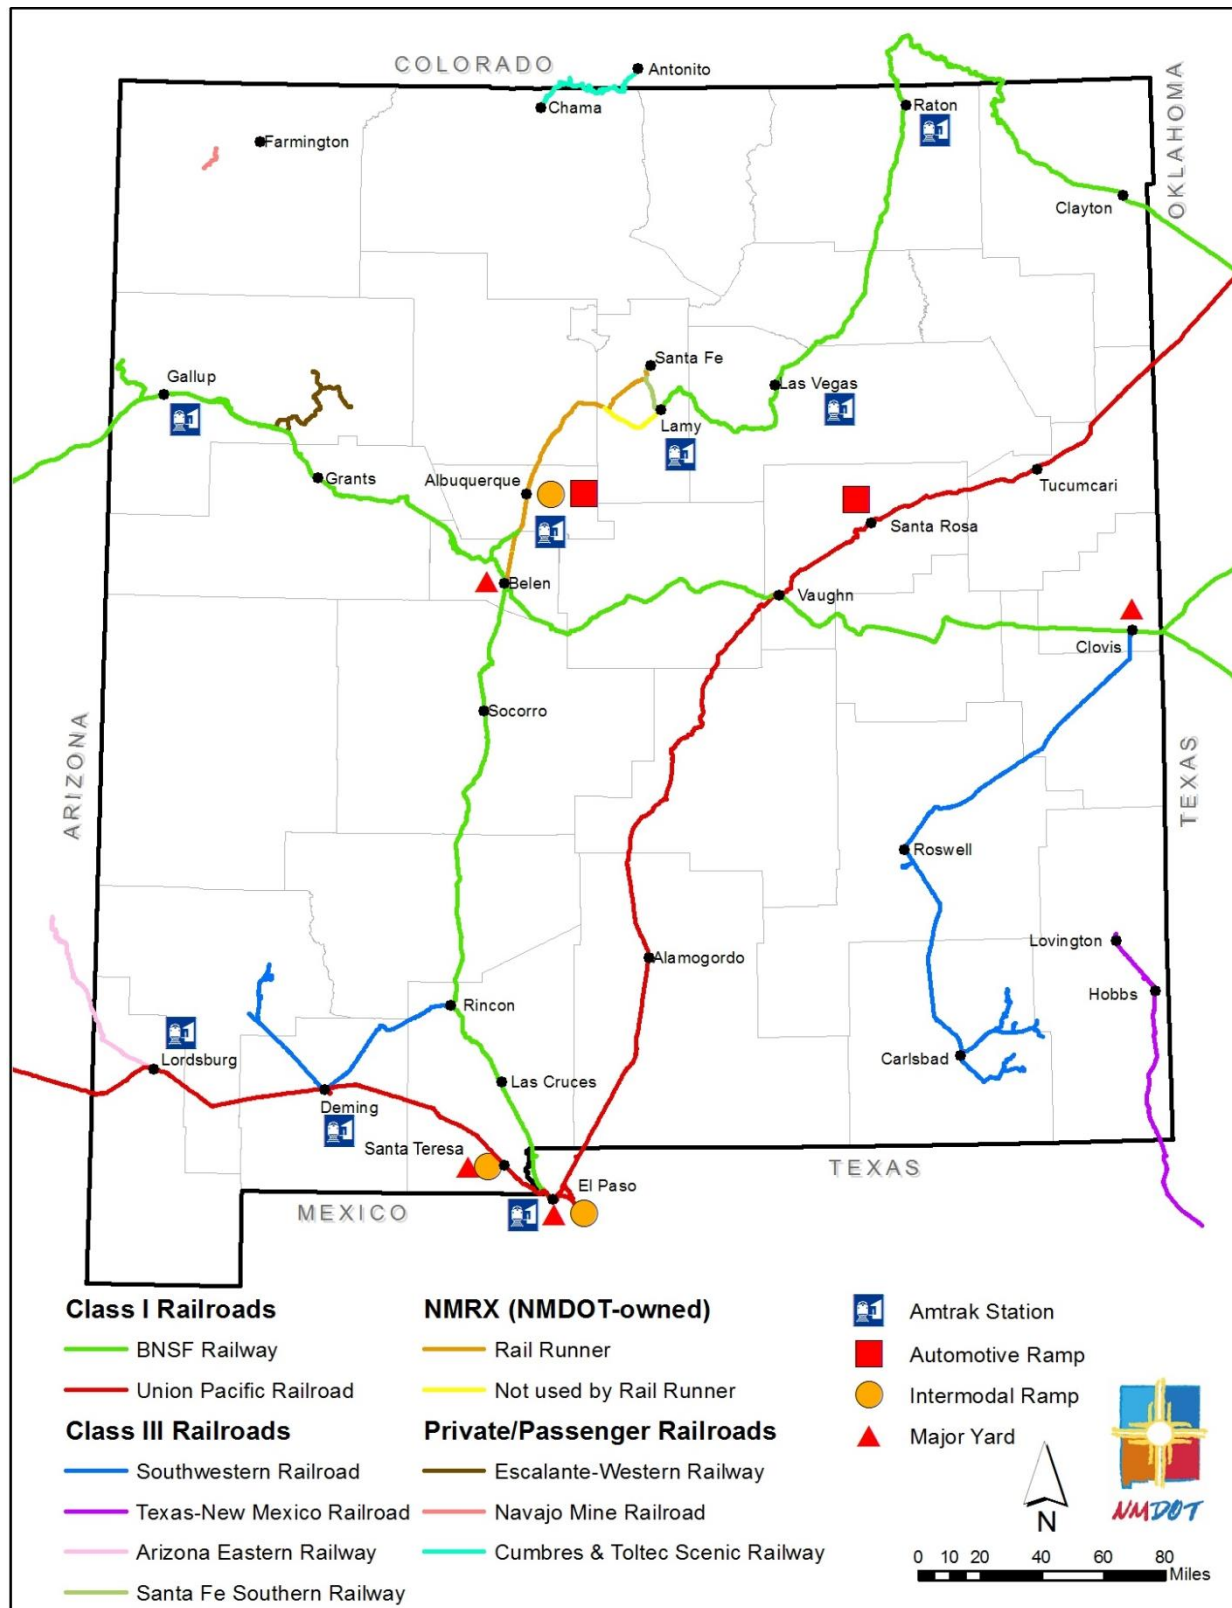 COLORADO
Antonito
Chama
Raton
Farmington
OKLAHOMA
Clayton
Santa Fe
Gallup
Las Vegas
Lamy
Grants
Albuquerque
Tucumcari
Santa Rosa
Belen
Vaughn
Clovis
Socorro
ARIZONA
TEXAS
Roswell
Lovington
Alamogordo
Hobbs
Rincon
Lordsburg
Carlsbad
Las Cruces
Deming
Santa Teresa
TEXAS
El Paso
MEXICO
Class I Railroads
BNSF Railway
Union Pacific Railroad
Class III Railroads
Southwestern Railroad
Texas-New Mexico Railroad
Arizona Eastern Railway
Santa Fe Southern Railway
NMRX (NMDOT-owned)
Rail Runner
Not used by Rail Runner
Private/Passenger Railroads
Escalante-Western Railway
Navajo Mine Railroad
Cumbres & Toltec Scenic Railway
Amtrak Station
Automotive Ramp
Intermodal Ramp
Major Yard
N
NMDOT
0 10 20 40 60 80
Miles